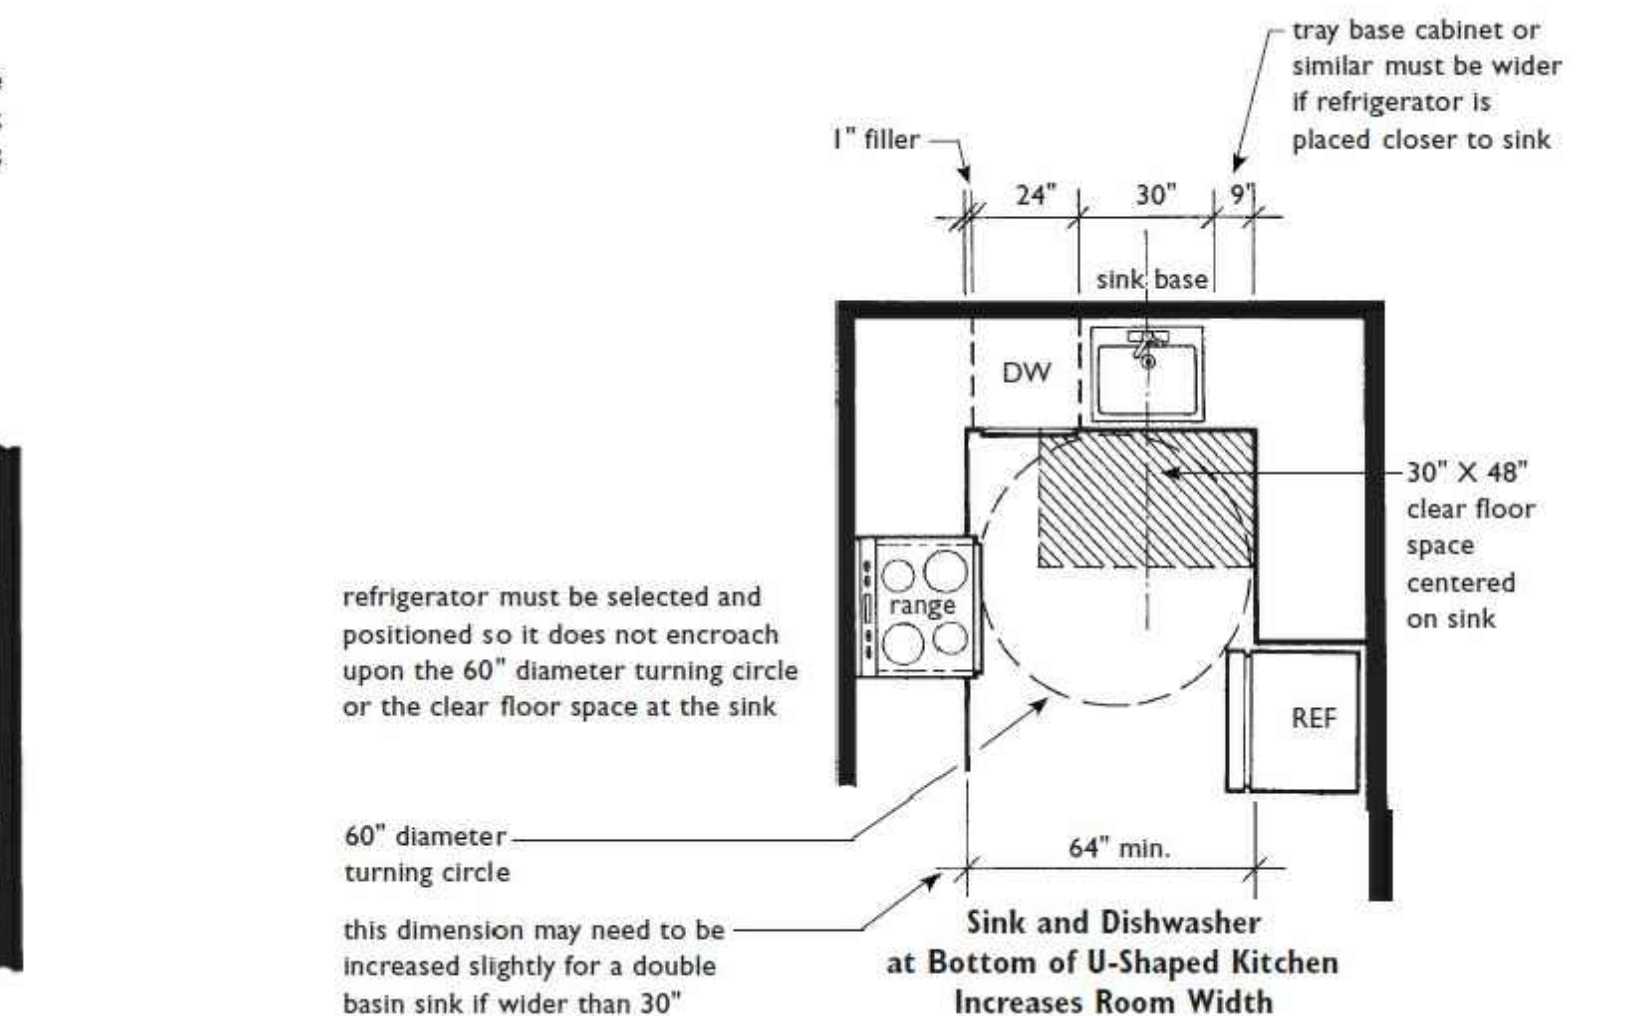 tray base cabinet or
similar must be wider
if refrigerator is
placed closer to sink
1" filler
24" 30" 9"
sink base
DW
30" X 48"
clear floor
space
centered
on sink
range
refrigerator must be selected and
positioned so it does not encroach
upon the 60" diameter turning circle
or the clear floor space at the sink
REF
60" diameter
turning circle
64" min.
this dimension may need to be
increased slightly for a double
basin sink if wider than 30"
Sink and Dishwasher
at Bottom of U-Shaped Kitchen
Increases Room Width